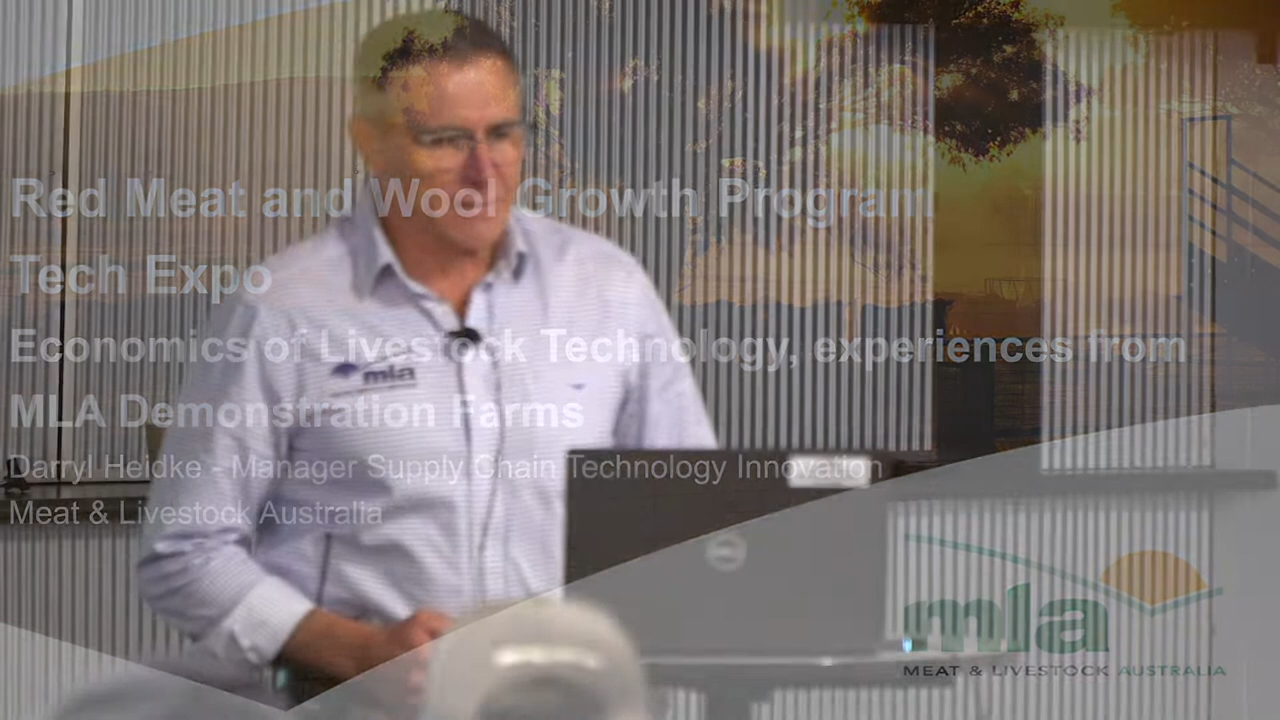 Red Meat and Wool Growth Program
Tech Expo
Economics of Livestock Technology, experiences from
MLA Demonstration Farms
Darryl Heidke - Manager Supply Chain Technology Innovation
Meat & Livestock Australia
mla
mla
MEAT & LIVESTOCK AUSTRALIA